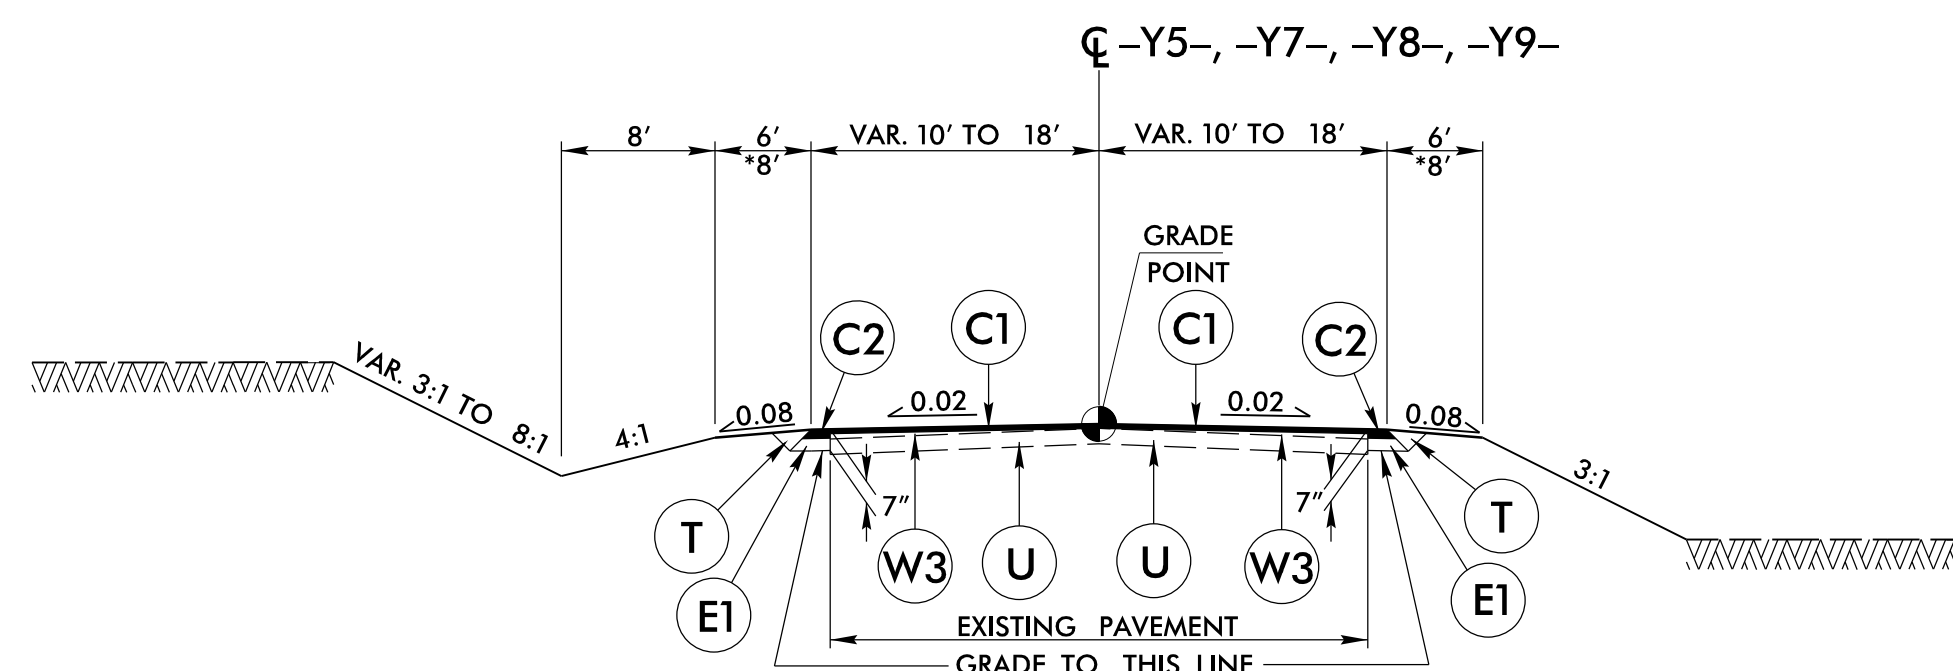 ℄ –Y5–, –Y7–, –Y8–, –Y9–
8' 6' VAR. 10' TO 18' VAR. 10' TO 18' 6'
*8' *8'
GRADE
POINT
C2 C1 C1 C2
VAR. 3:1 TO 8:1
4:1 0.08 0.02 0.02 0.08
3:1
7" 7"
T W3 U U W3 T
E1 E1
EXISTING PAVEMENT
GRADE TO THIS LINE